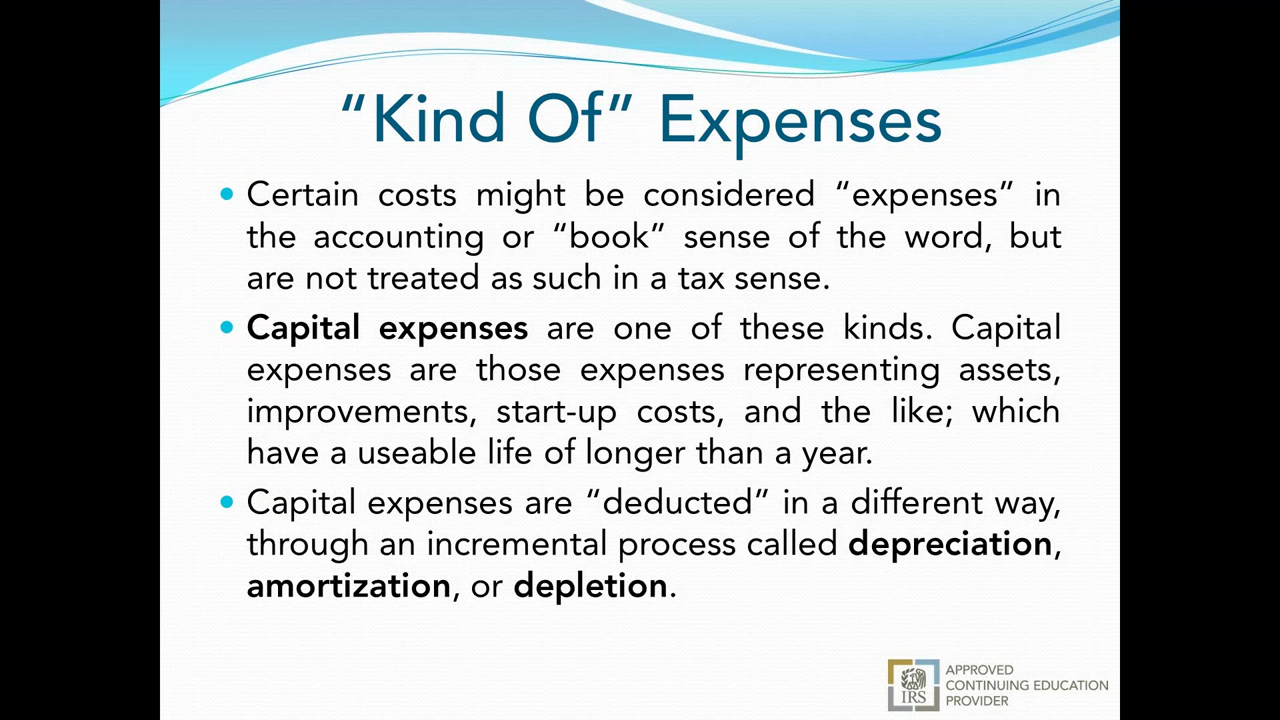 “Kind Of” Expenses
Certain costs might be considered “expenses” in
the accounting or “book” sense of the word, but
are not treated as such in a tax sense.
Capital expenses are one of these kinds. Capital
expenses are those expenses representing assets,
improvements, start-up costs, and the like; which
have a useable life of longer than a year.
Capital expenses are “deducted” in a different way,
through an incremental process called depreciation,
amortization, or depletion.
IRS
APPROVED
CONTINUING EDUCATION
PROVIDER